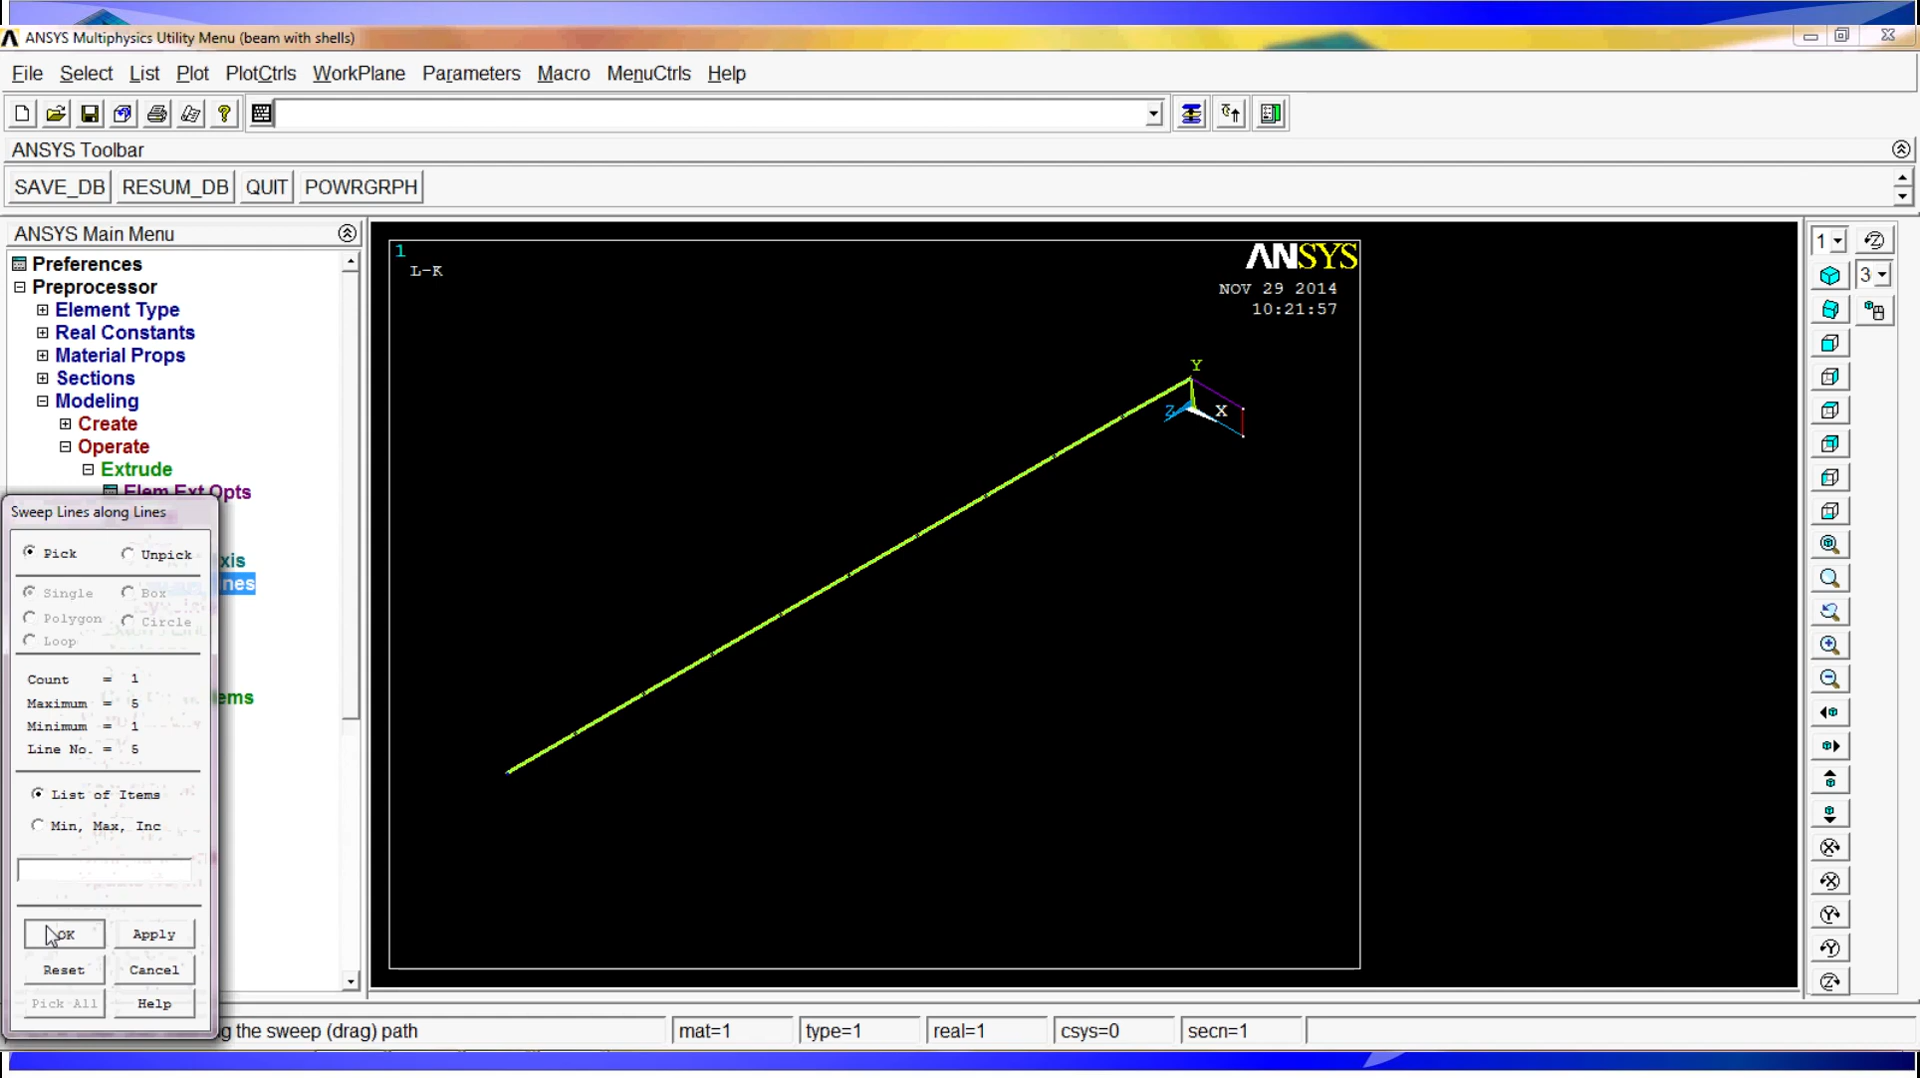 ANSYS Multiphysics Utility Menu (beam with shells)
File Select List Plot PlotCtrls WorkPlane Parameters Macro MenuCtrls Help
ANSYS Toolbar
SAVE_DB RESUM_DB QUIT POWRGRPH
ANSYS Main Menu
Preferences
Preprocessor
Element Type
Real Constants
Material Props
Sections
Modeling
Create
Operate
Extrude
Elem Ext Opts
xis
nes
ems
Sweep Lines along Lines
Pick Unpick
Single Box
Polygon Circle
Loop
Count = 1
Maximum = 5
Minimum = 1
Line No. = 5
List of Items
Min, Max, Inc
OK Apply
Reset Cancel
Pick All Help
1
L-K
ANSYS
NOV 29 2014
10:21:57
Y
Z X
1
3
g the sweep (drag) path
mat=1
type=1
real=1
csys=0
secn=1